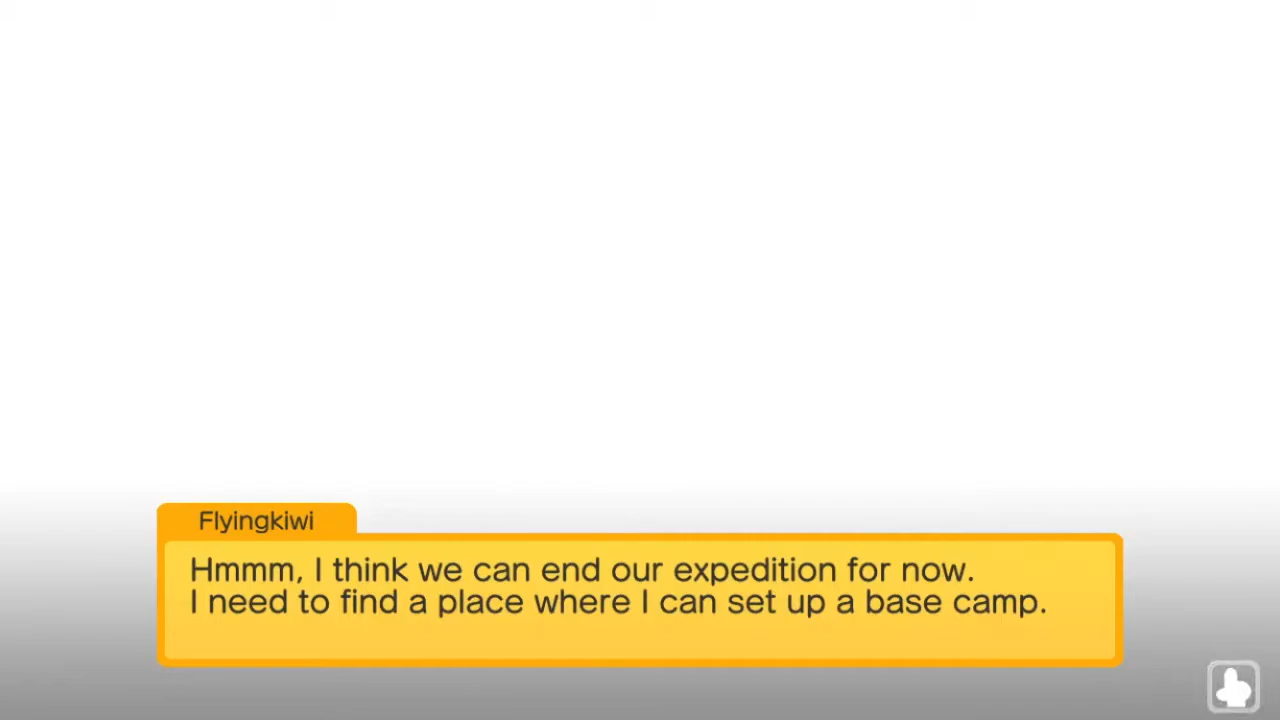 Flyingkiwi
Hmmm, I think we can end our expedition for now.
I need to find a place where I can set up a base camp.